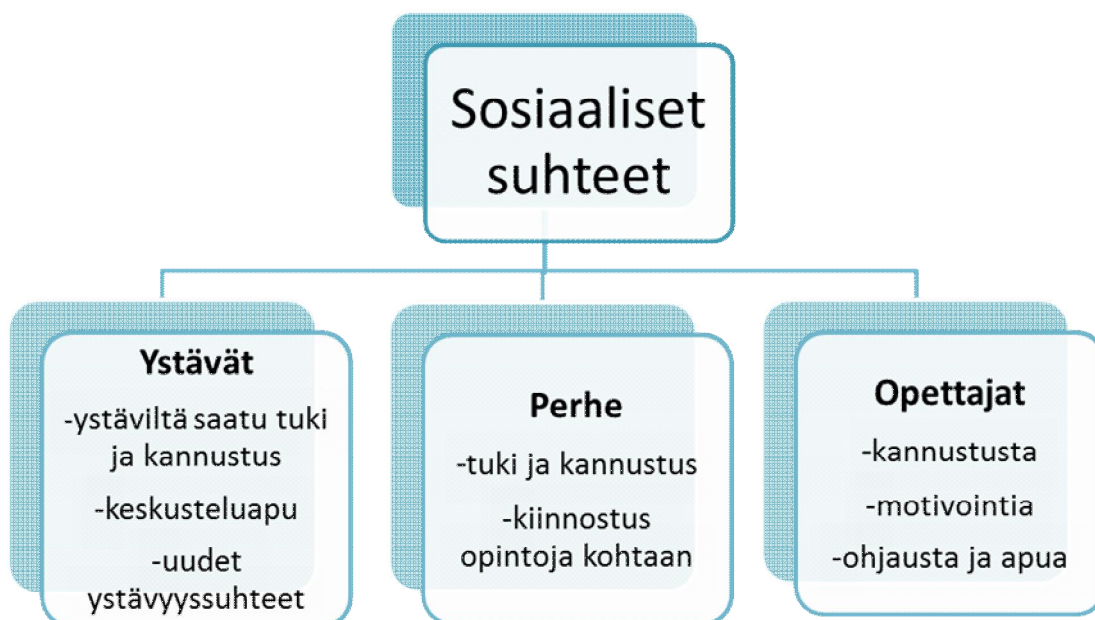 Sosiaaliset
suhteet
Ystävät
-ystäviltä saatu tuki
ja kannustus
-keskusteluapu
-uudet
ystävyyssuhteet
Perhe
-tuki ja kannustus
-kiinnostus
opintoja kohtaan
Opettajat
-kannustusta
-motivointia
-ohjausta ja apua